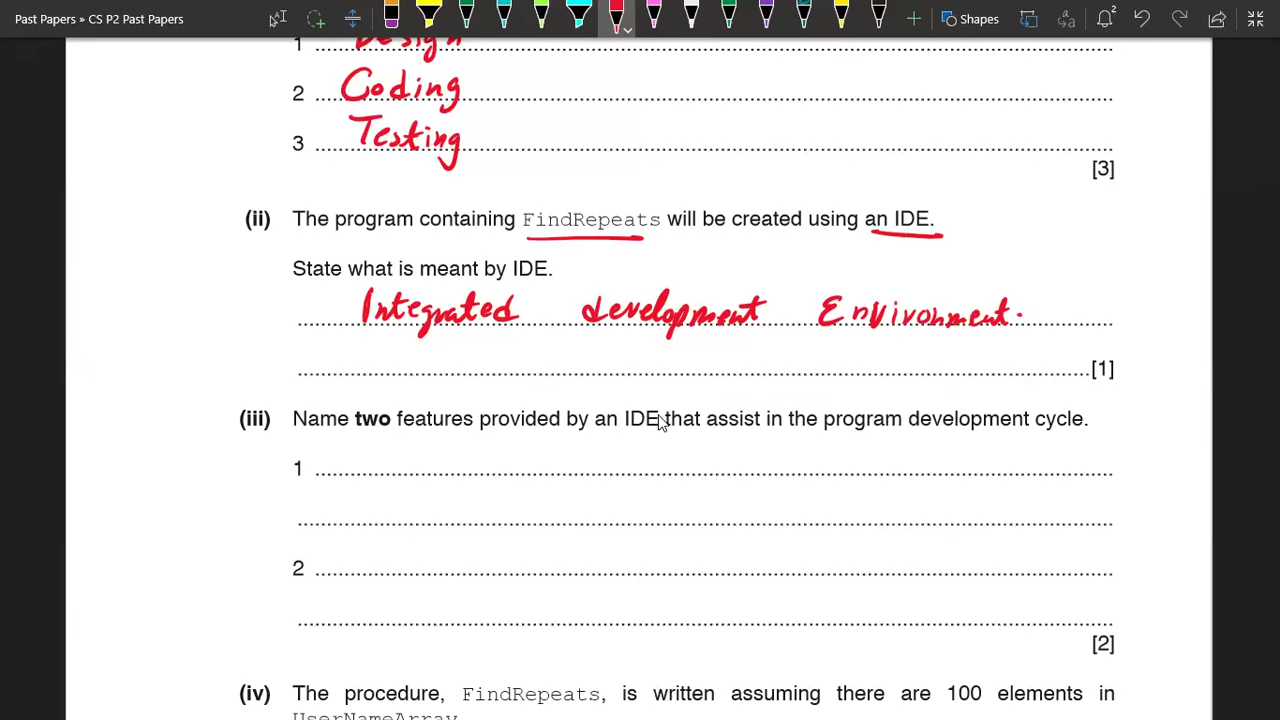 Past Papers » CS P2 Past Papers
Shapes
2
1 Design
2 Coding
3 Testing
[3]
(ii) The program containing FindRepeats will be created using an IDE.
State what is meant by IDE.
Integrated development Environment.
[1]
(iii) Name two features provided by an IDE that assist in the program development cycle.
1
2
[2]
(iv) The procedure, FindRepeats, is written assuming there are 100 elements in
UserNameArray.